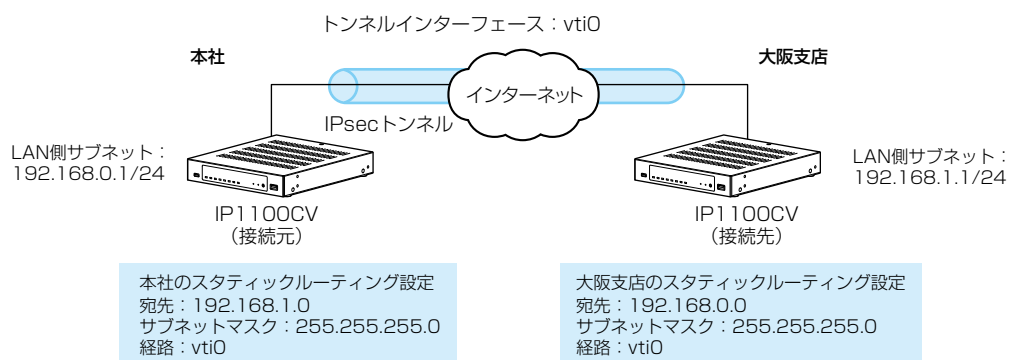 トンネルインターフェース：vti0
本社
大阪支店
インターネット
IPsecトンネル
LAN側サブネット：
192.168.0.1/24
LAN側サブネット：
192.168.1.1/24
IP1100CV
（接続元）
IP1100CV
（接続先）
本社のスタティックルーティング設定
宛先：192.168.1.0
サブネットマスク：255.255.255.0
経路：vti0
大阪支店のスタティックルーティング設定
宛先：192.168.0.0
サブネットマスク：255.255.255.0
経路：vti0